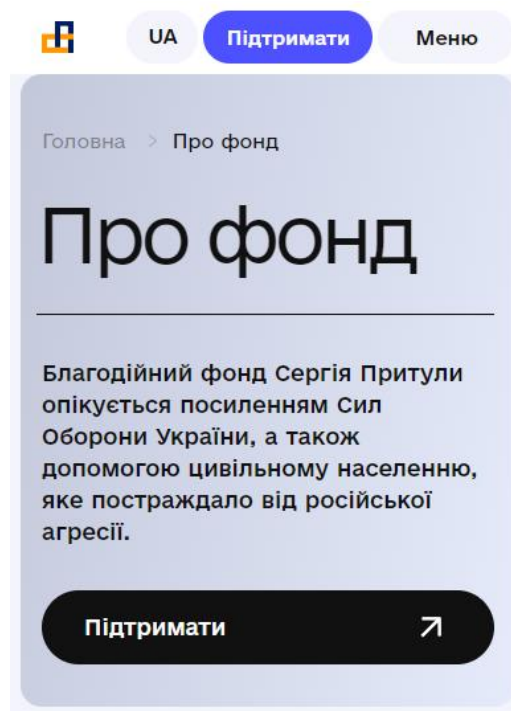 UA Підтримати Меню
Головна > Про фонд
Про фонд
Благодійний фонд Сергія Притули
опікується посиленням Сил
Оборони України, а також
допомогою цивільному населенню,
яке постраждало від російської
агресії.
Підтримати